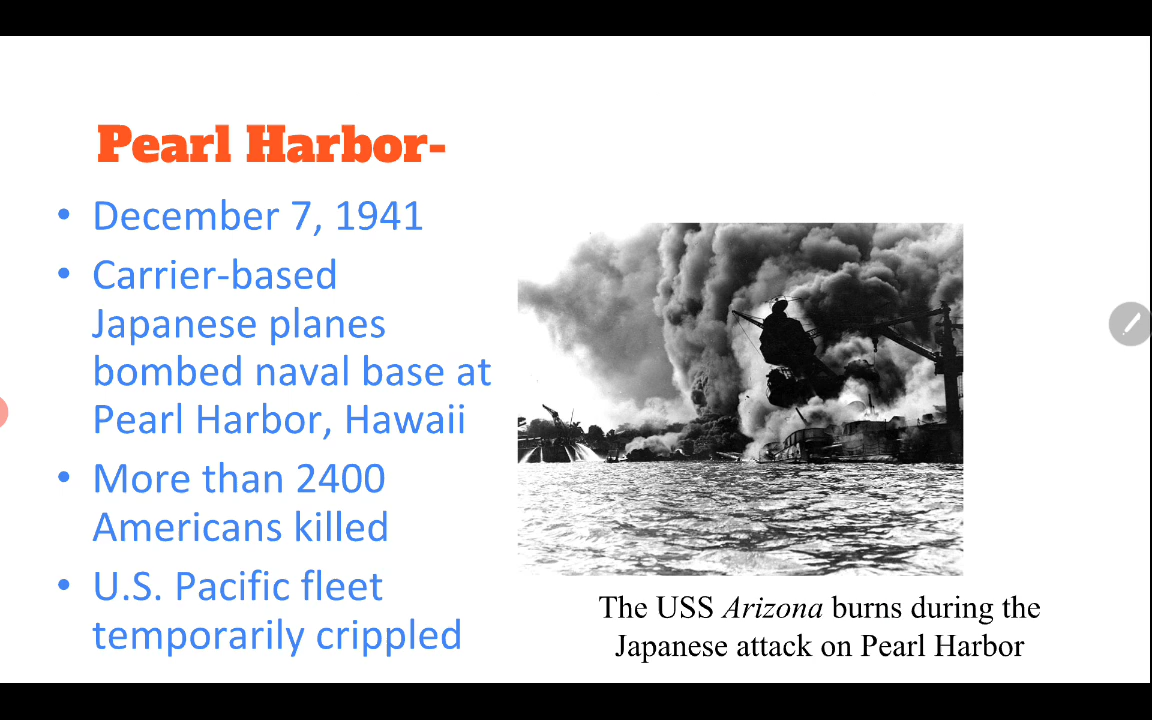 Pearl Harbor-
• December 7, 1941
• Carrier-based
Japanese planes
bombed naval base at
Pearl Harbor, Hawaii
• More than 2400
Americans killed
• U.S. Pacific fleet
temporarily crippled
The USS Arizona burns during the
Japanese attack on Pearl Harbor